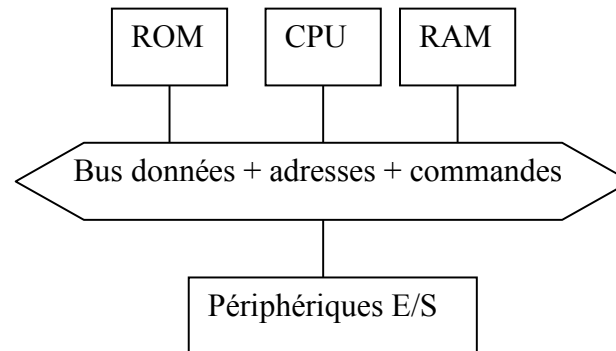 ROM
CPU
RAM
Bus données + adresses + commandes
Périphériques E/S